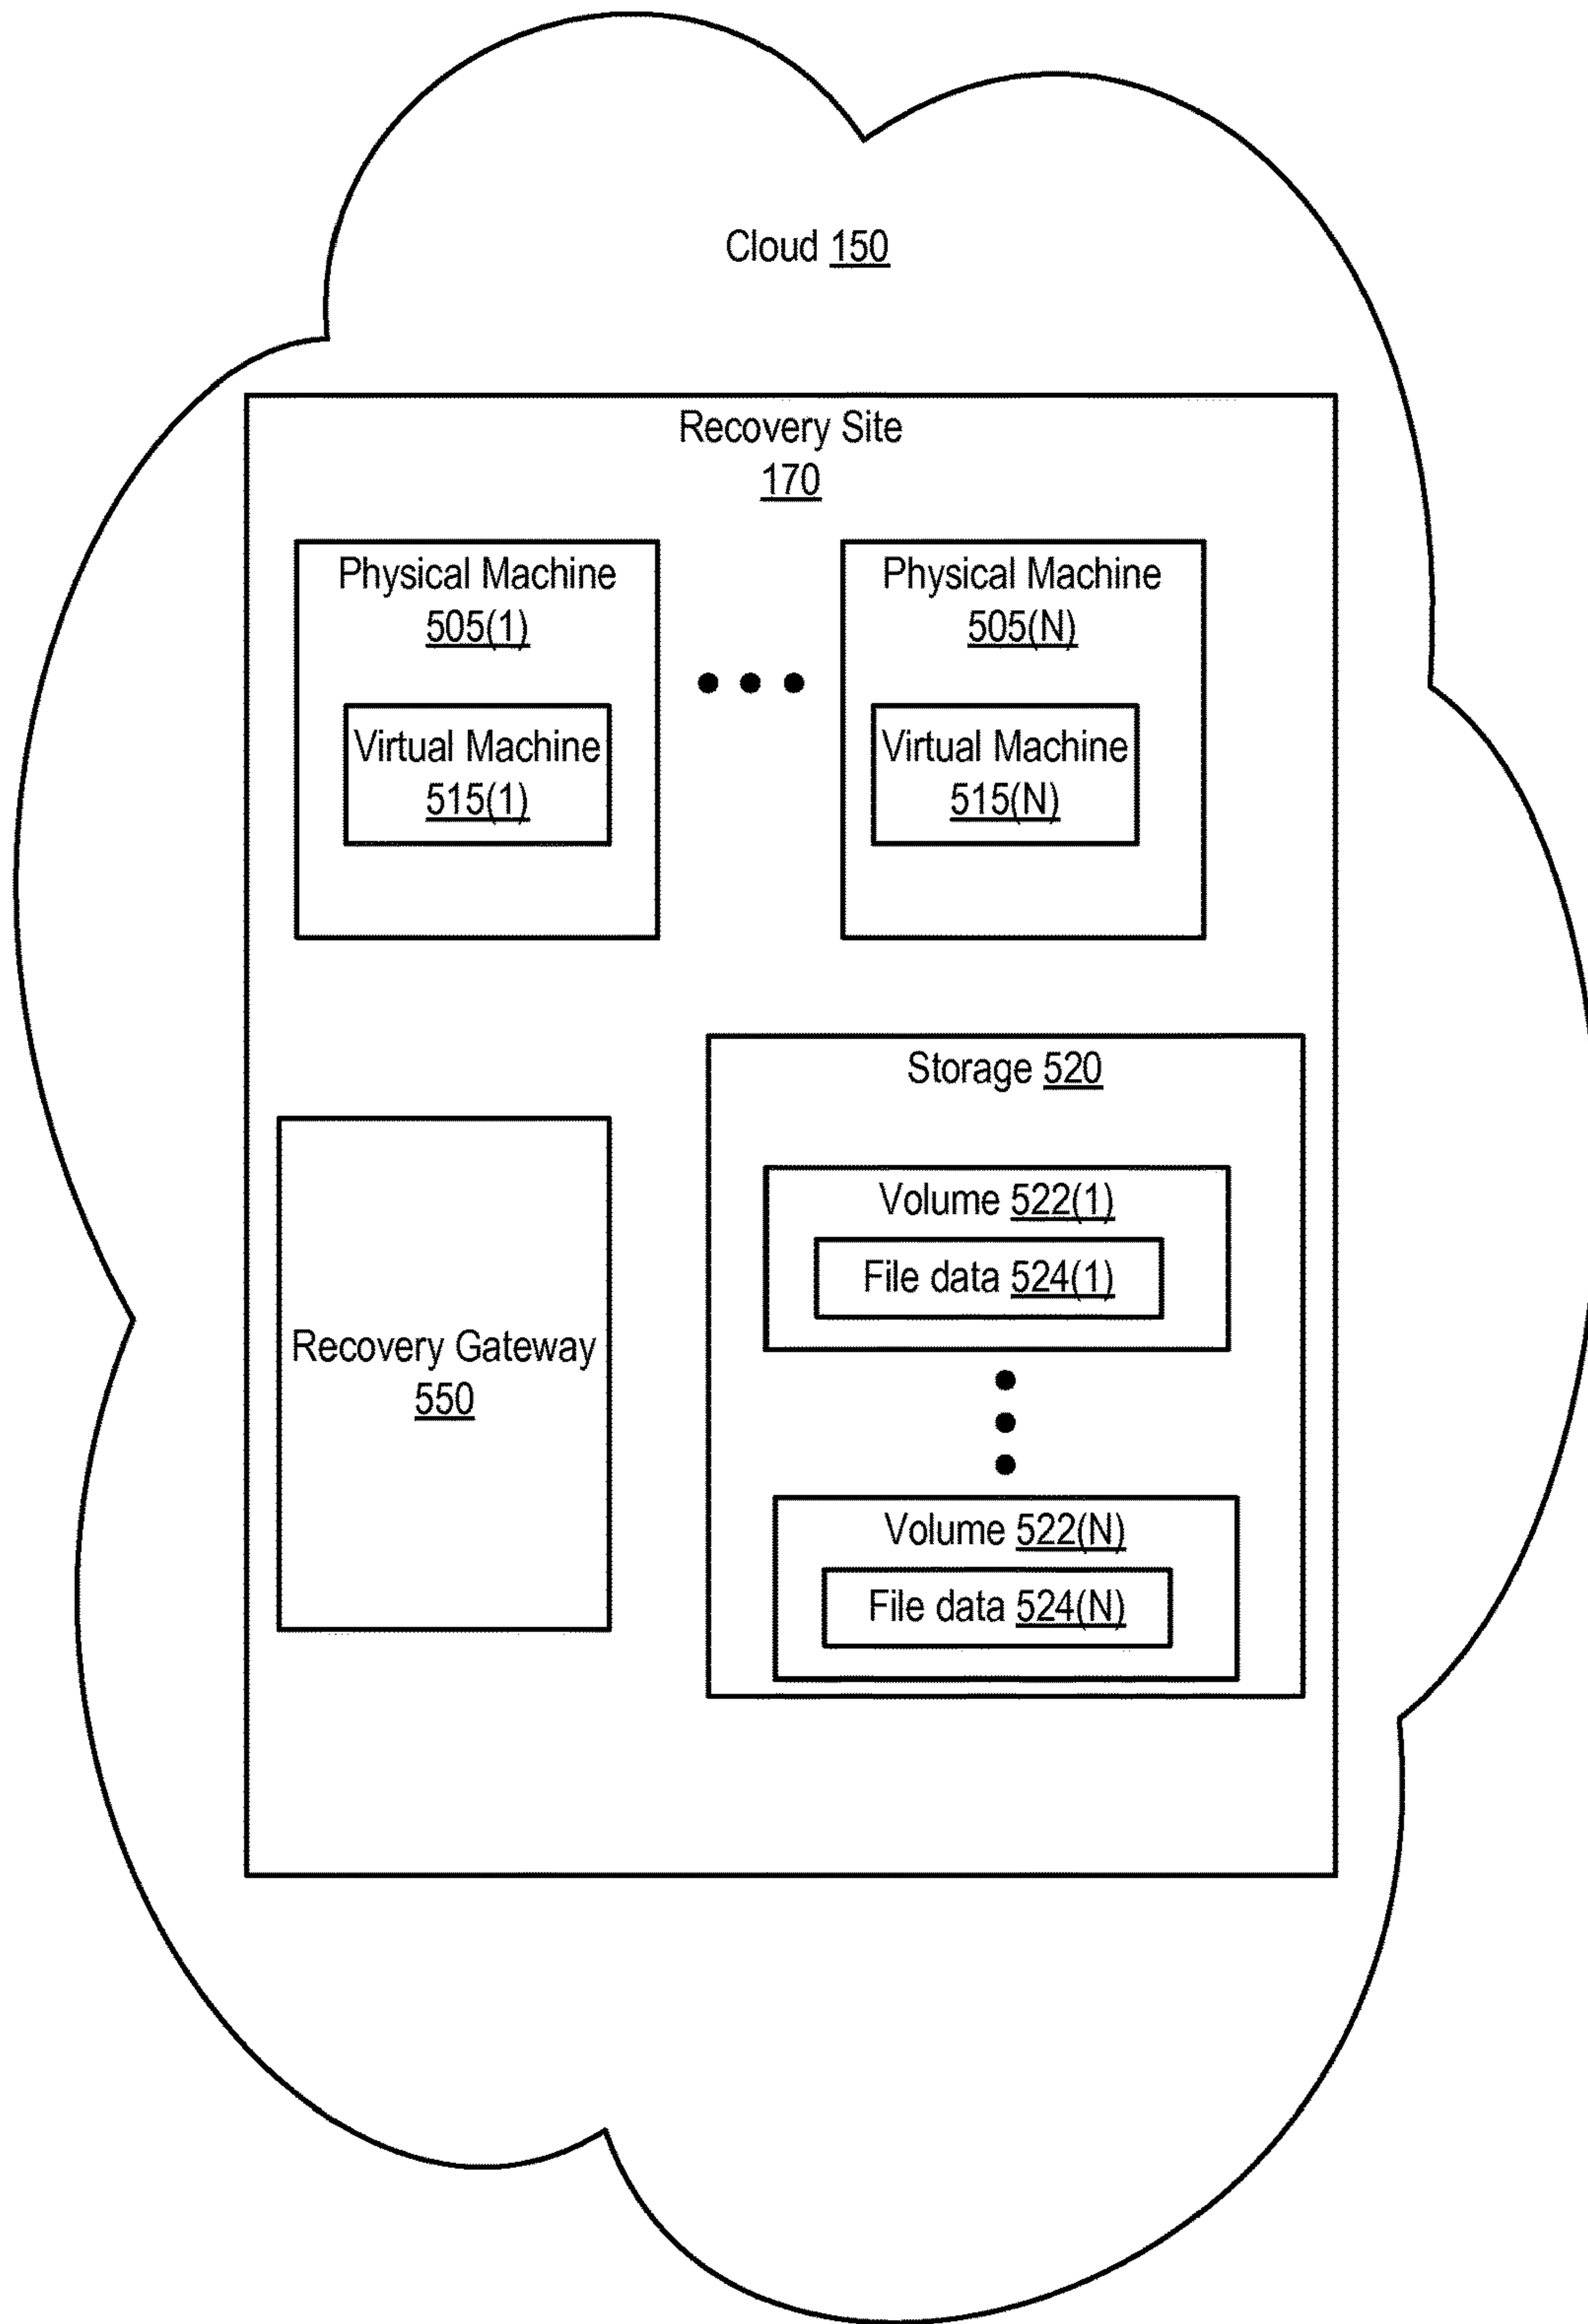 Cloud 150
Recovery Site
170
Physical Machine
505(1)
Virtual Machine
515(1)
Physical Machine
505(N)
Virtual Machine
515(N)
Recovery Gateway
550
Storage 520
Volume 522(1)
File data 524(1)
Volume 522(N)
File data 524(N)